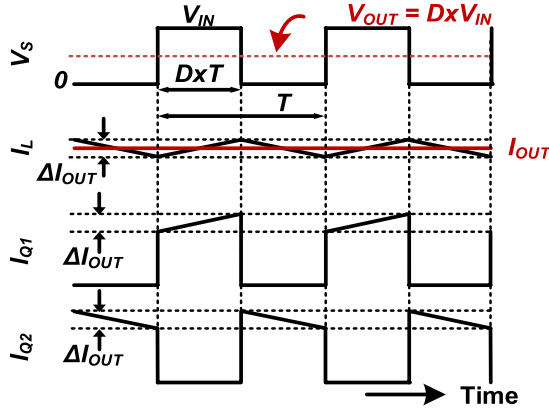 V_IN
V_OUT = DxV_IN
V_S
0
DxT
T
I_L
I_OUT
ΔI_OUT
I_Q1
ΔI_OUT
I_Q2
ΔI_OUT
Time